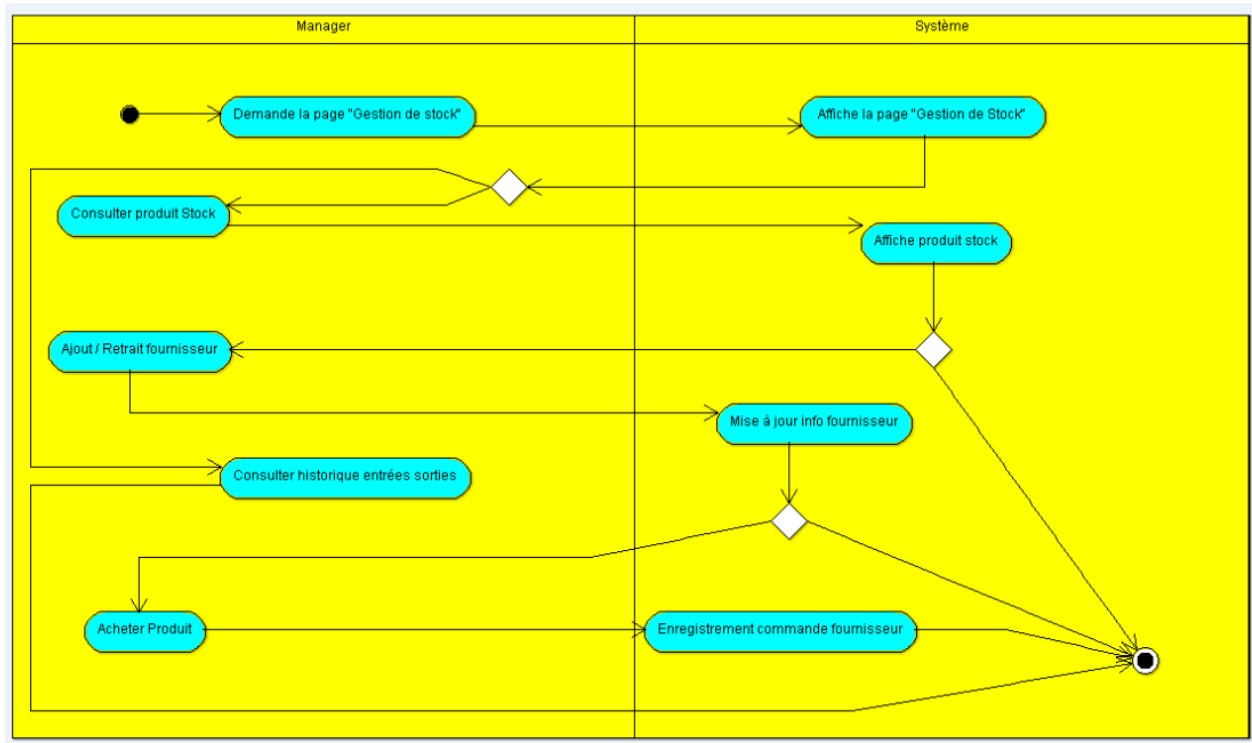 Manager
Système
Demande la page "Gestion de stock"
Affiche la page "Gestion de Stock"
Consulter produit Stock
Affiche produit stock
Ajout / Retrait fournisseur
Mise à jour info fournisseur
Consulter historique entrées sorties
Acheter Produit
Enregistrement commande fournisseur